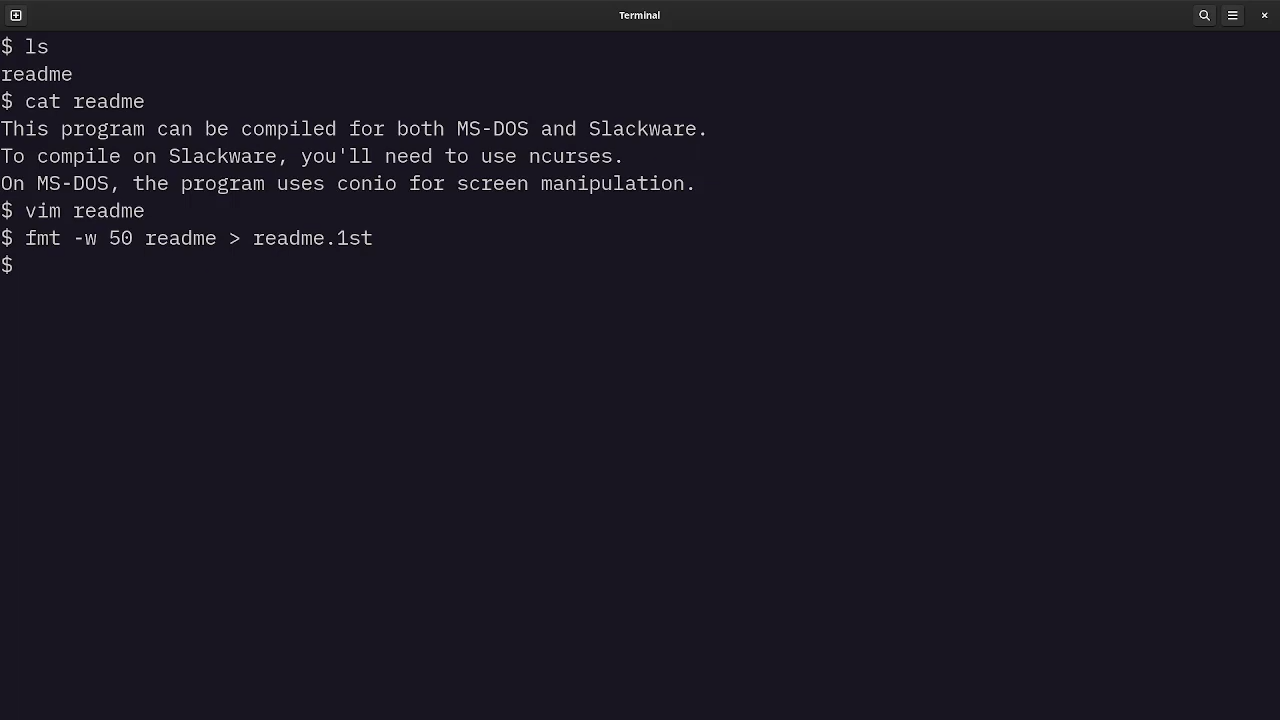 Terminal
$ ls
readme
$ cat readme
This program can be compiled for both MS-DOS and Slackware.
To compile on Slackware, you'll need to use ncurses.
On MS-DOS, the program uses conio for screen manipulation.
$ vim readme
$ fmt -w 50 readme > readme.1st
$